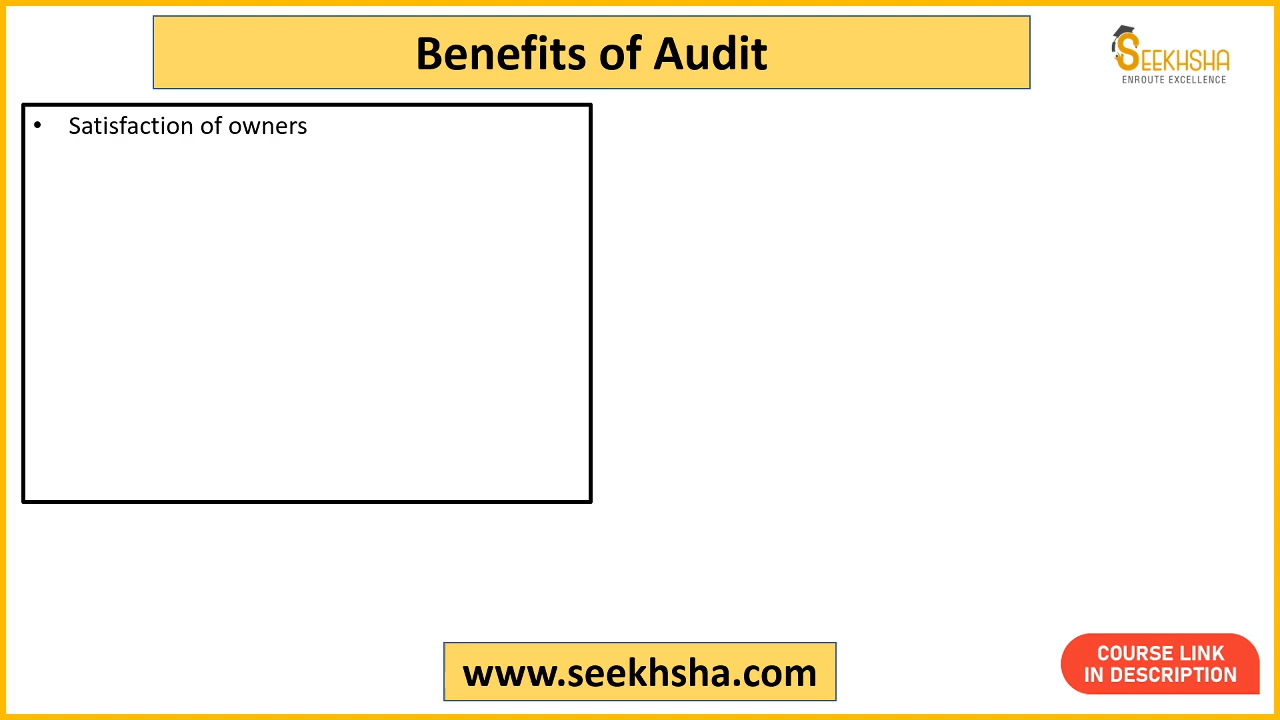 Benefits of Audit
SEEKHSHA
ENROUTE EXCELLENCE
• Satisfaction of owners
www.seekhsha.com
COURSE LINK
IN DESCRIPTION